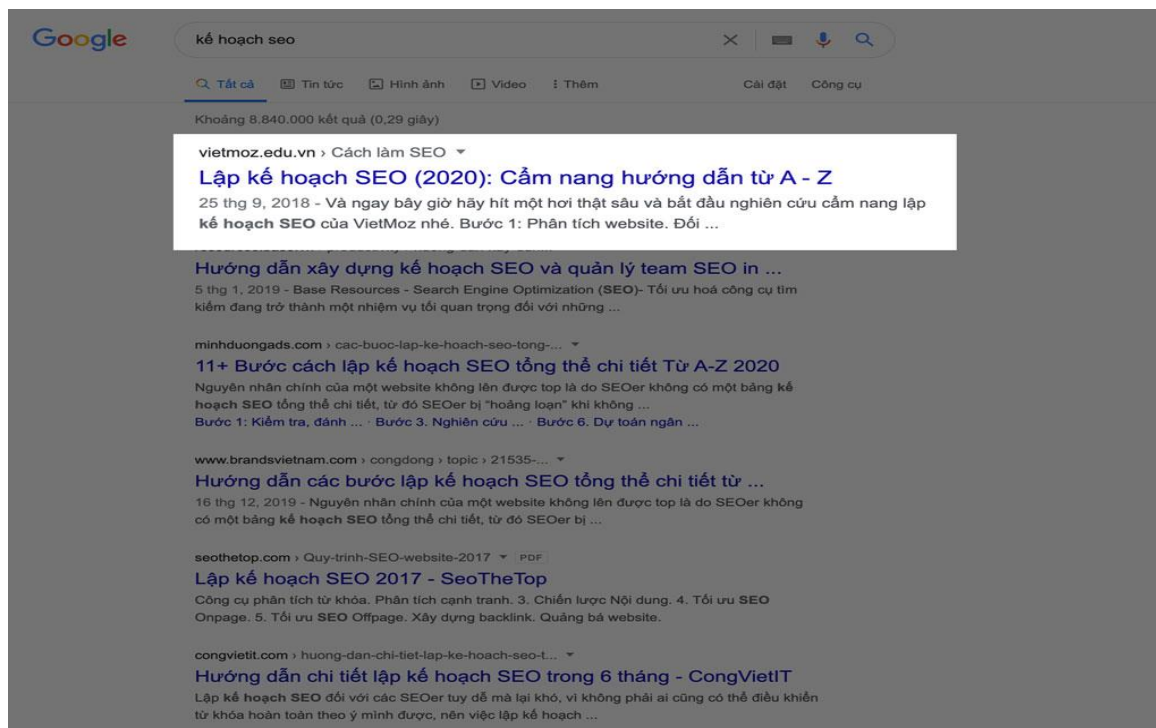 Google
kế hoạch seo
Tất cả Tin tức Hình ảnh Video Thêm Cài đặt Công cụ
Khoảng 8.840.000 kết quả (0,29 giây)
vietmoz.edu.vn › Cách làm SEO
Lập kế hoạch SEO (2020): Cẩm nang hướng dẫn từ A - Z
25 thg 9, 2018 - Và ngay bây giờ hãy hít một hơi thật sâu và bắt đầu nghiên cứu cẩm nang lập
kế hoạch SEO của VietMoz nhé. Bước 1: Phân tích website. Đối ...
Hướng dẫn xây dựng kế hoạch SEO và quản lý team SEO in ...
5 thg 1, 2019 - Base Resources - Search Engine Optimization (SEO)- Tối ưu hoá công cụ tìm
kiếm đang trở thành một nhiệm vụ tối quan trọng đối với những ...
minhduongads.com › cac-buoc-lap-ke-hoach-seo-tong-...
11+ Bước cách lập kế hoạch SEO tổng thể chi tiết Từ A-Z 2020
Nguyên nhân chính của một website không lên được top là do SEOer không có một bảng kế
hoạch SEO tổng thể chi tiết, từ đó SEOer bị "hoảng loạn" khi không ...
Bước 1: Kiểm tra, đánh ... · Bước 3. Nghiên cứu ... · Bước 6. Dự toán ngân ...
www.brandsvietnam.com › congdong › topic › 21535-...
Hướng dẫn các bước lập kế hoạch SEO tổng thể chi tiết từ ...
16 thg 12, 2019 - Nguyên nhân chính của một website không lên được top là do SEOer không
có một bảng kế hoạch SEO tổng thể chi tiết, từ đó SEOer bị ...
seothetop.com › Quy-trinh-SEO-website-2017 PDF
Lập kế hoạch SEO 2017 - SeoTheTop
Công cụ phân tích từ khóa. Phân tích cạnh tranh. 3. Chiến lược Nội dung. 4. Tối ưu SEO
Onpage. 5. Tối ưu SEO Offpage. Xây dựng backlink. Quảng bá website.
congvietit.com › huong-dan-chi-tiet-lap-ke-hoach-seo-t...
Hướng dẫn chi tiết lập kế hoạch SEO trong 6 tháng - CongVietIT
Lập kế hoạch SEO đối với các SEOer tuy dễ mà lại khó, vì không phải ai cũng có thể điều khiển
từ khóa hoàn toàn theo ý mình được, nên việc lập kế hoạch ...